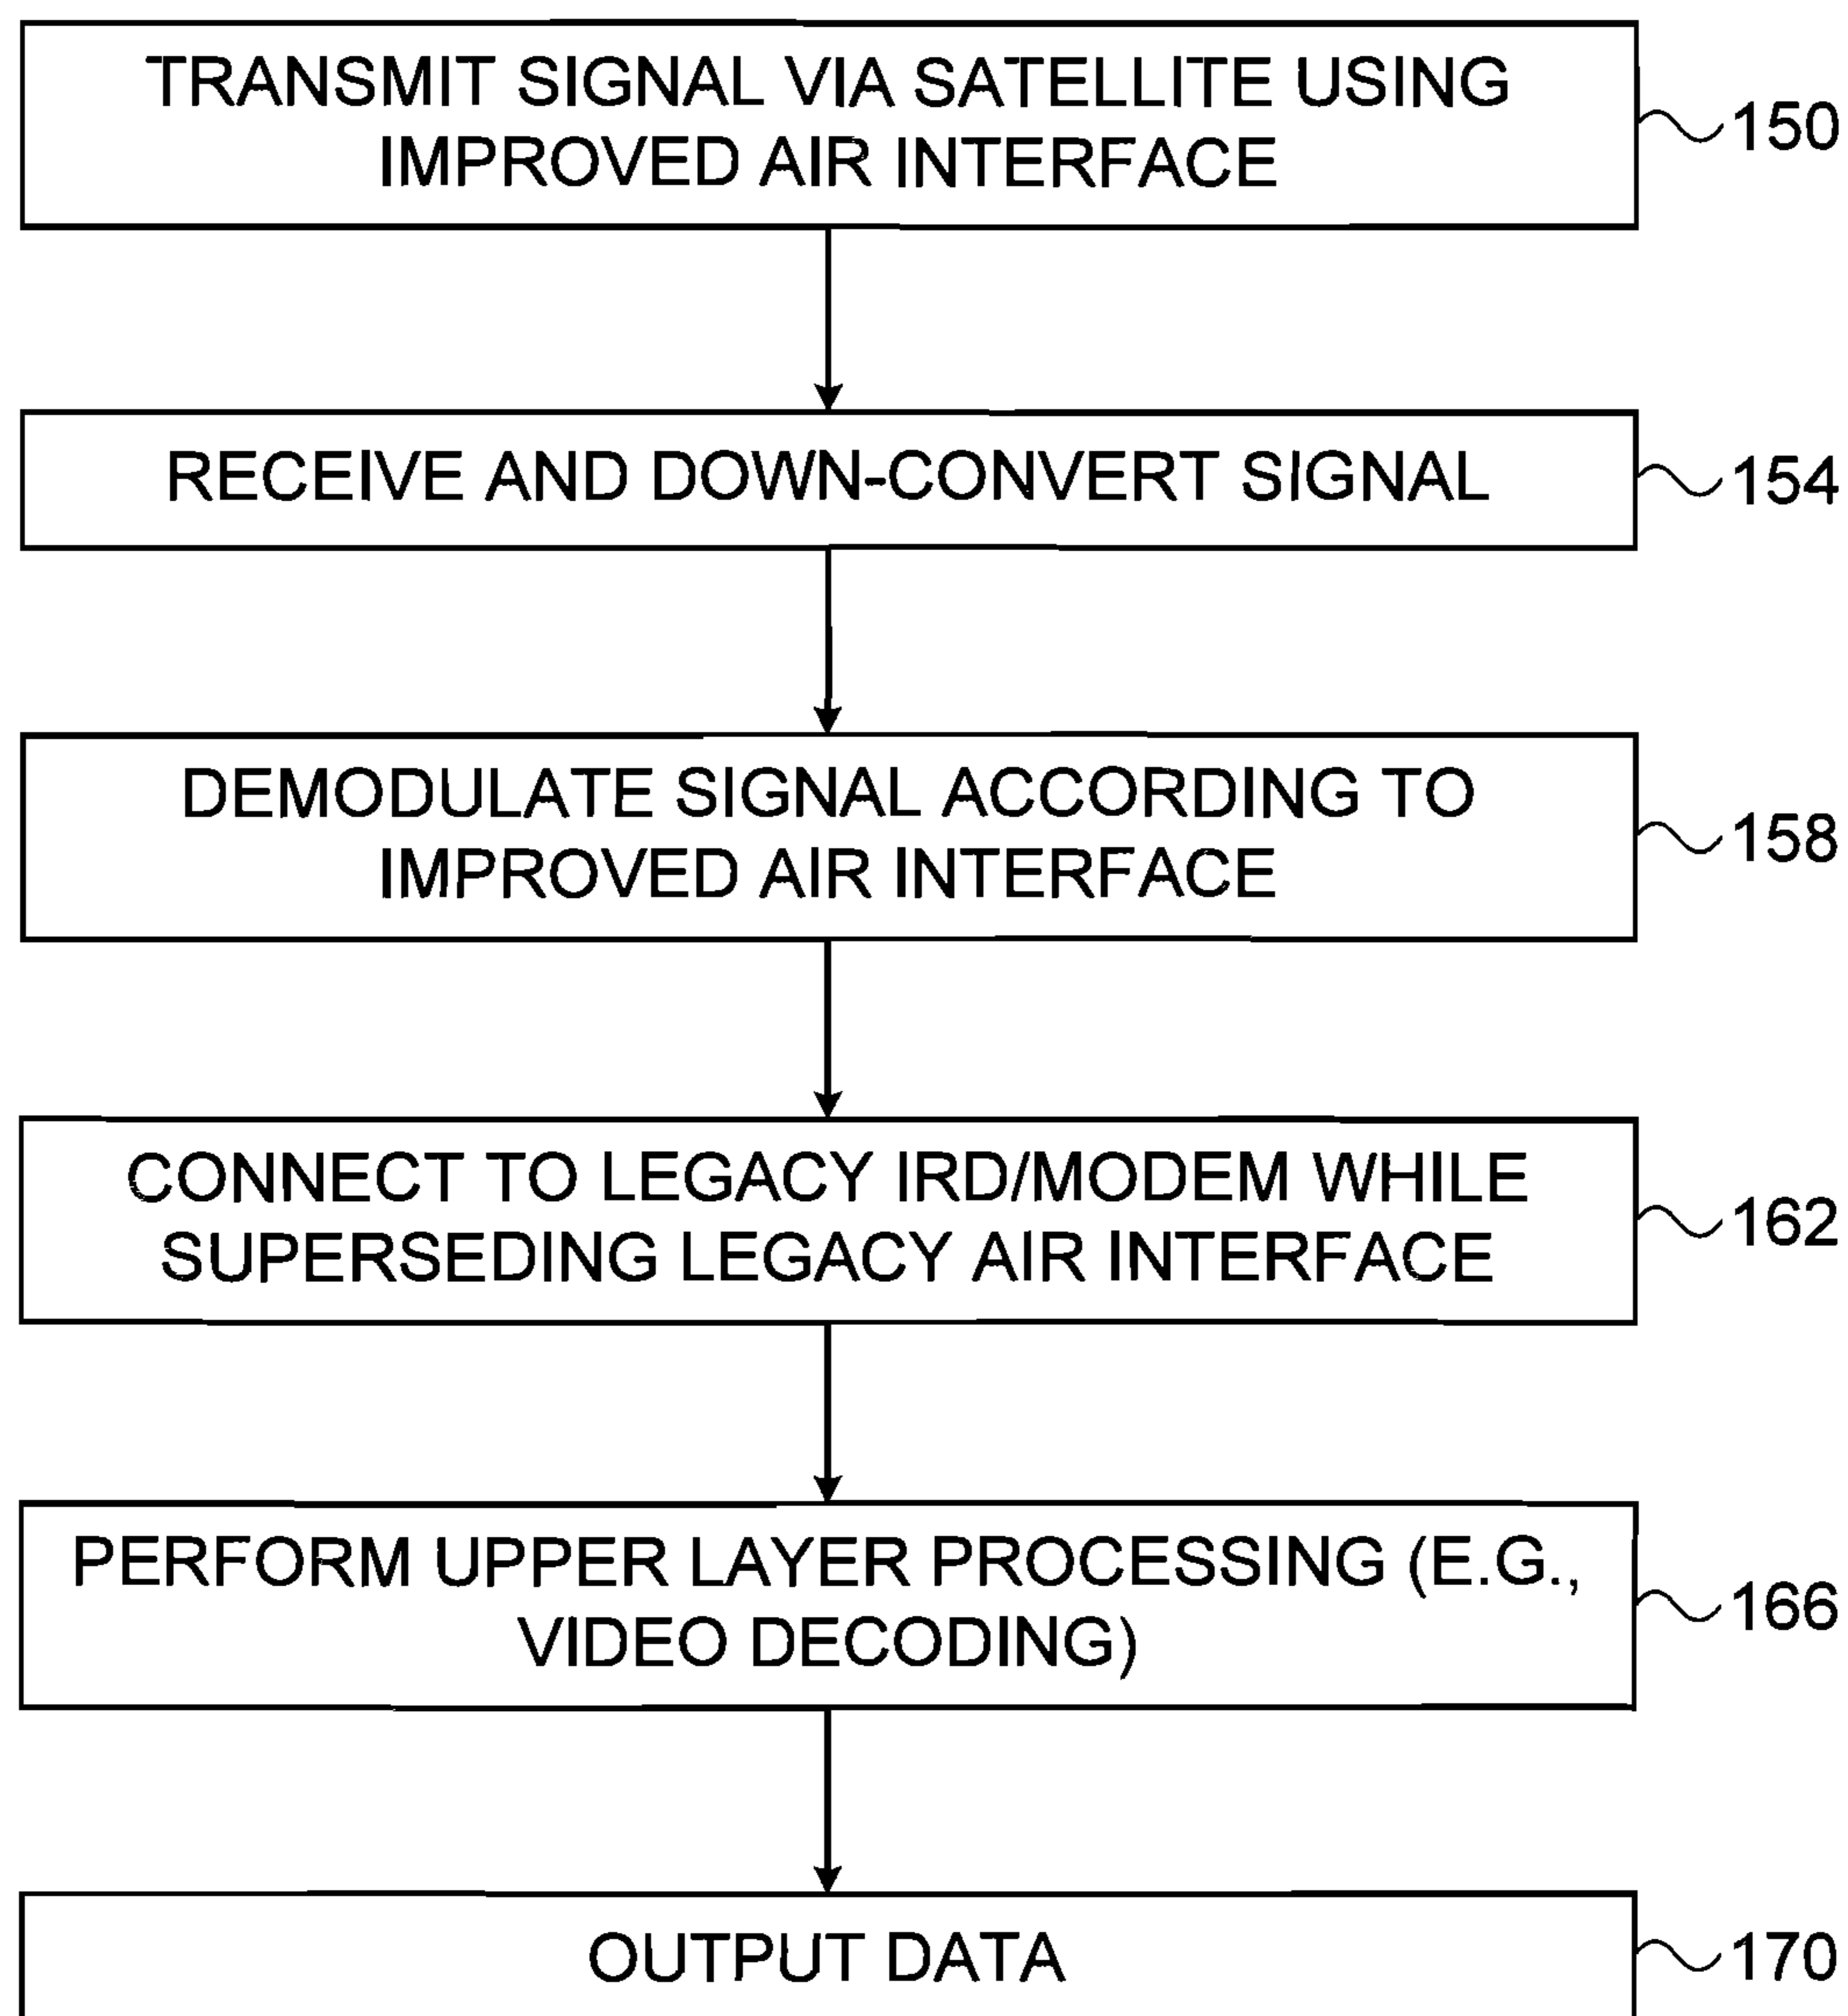 TRANSMIT SIGNAL VIA SATELLITE USING
IMPROVED AIR INTERFACE
150
RECEIVE AND DOWN-CONVERT SIGNAL
154
DEMODULATE SIGNAL ACCORDING TO
IMPROVED AIR INTERFACE
158
CONNECT TO LEGACY IRD/MODEM WHILE
SUPERSEDING LEGACY AIR INTERFACE
162
PERFORM UPPER LAYER PROCESSING (E.G.,
VIDEO DECODING)
166
OUTPUT DATA
170